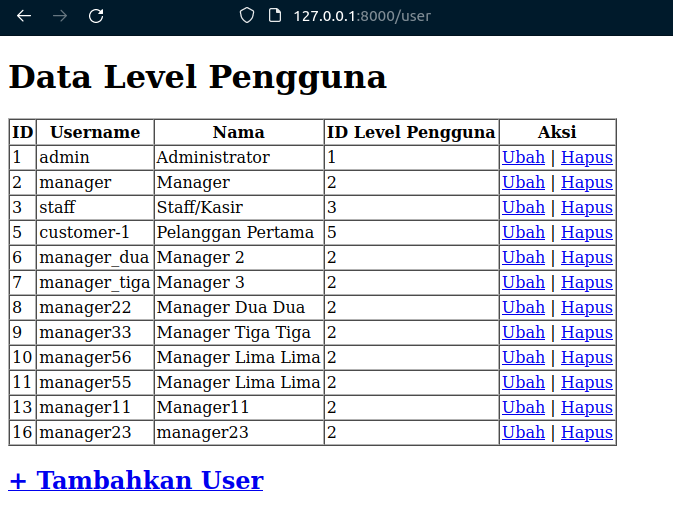 127.0.0.1:8000/user
Data Level Pengguna
ID Username Nama ID Level Pengguna Aksi
1 admin Administrator 1 Ubah | Hapus
2 manager Manager 2 Ubah | Hapus
3 staff Staff/Kasir 3 Ubah | Hapus
5 customer-1 Pelanggan Pertama 5 Ubah | Hapus
6 manager_dua Manager 2 2 Ubah | Hapus
7 manager_tiga Manager 3 2 Ubah | Hapus
8 manager22 Manager Dua Dua 2 Ubah | Hapus
9 manager33 Manager Tiga Tiga 2 Ubah | Hapus
10 manager56 Manager Lima Lima 2 Ubah | Hapus
11 manager55 Manager Lima Lima 2 Ubah | Hapus
13 manager11 Manager11 2 Ubah | Hapus
16 manager23 manager23 2 Ubah | Hapus
+ Tambahkan User